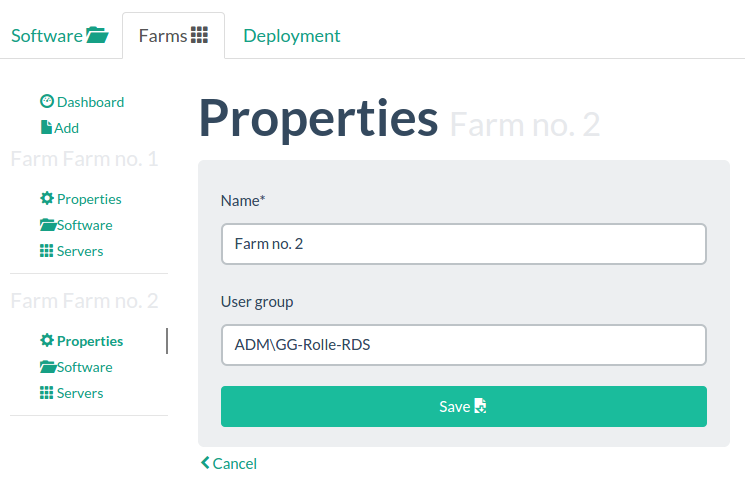 Software Farms Deployment
Dashboard
Add
Farm Farm no. 1
Properties
Software
Servers
Farm Farm no. 2
Properties
Software
Servers
Properties Farm no. 2
Name*
Farm no. 2
User group
ADM\GG-Rolle-RDS
Save
Cancel